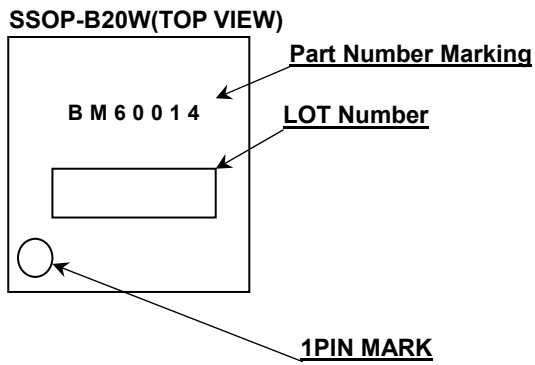 SSOP-B20W(TOP VIEW)
Part Number Marking
BM60014
LOT Number
1PIN MARK